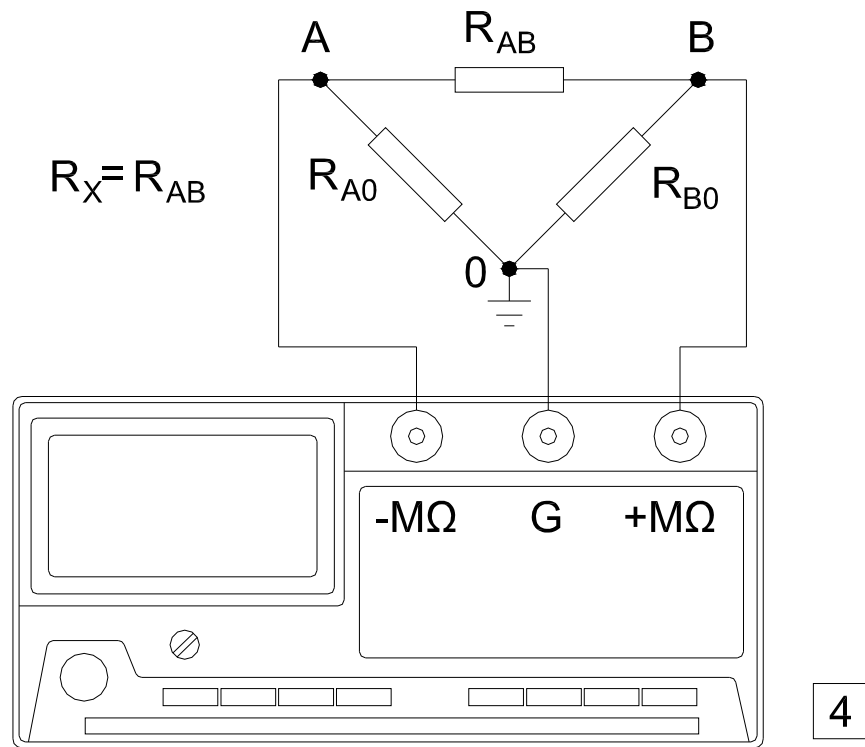 A
R_AB
B
R_X = R_AB
R_A0
R_B0
0
-MΩ G +MΩ
4